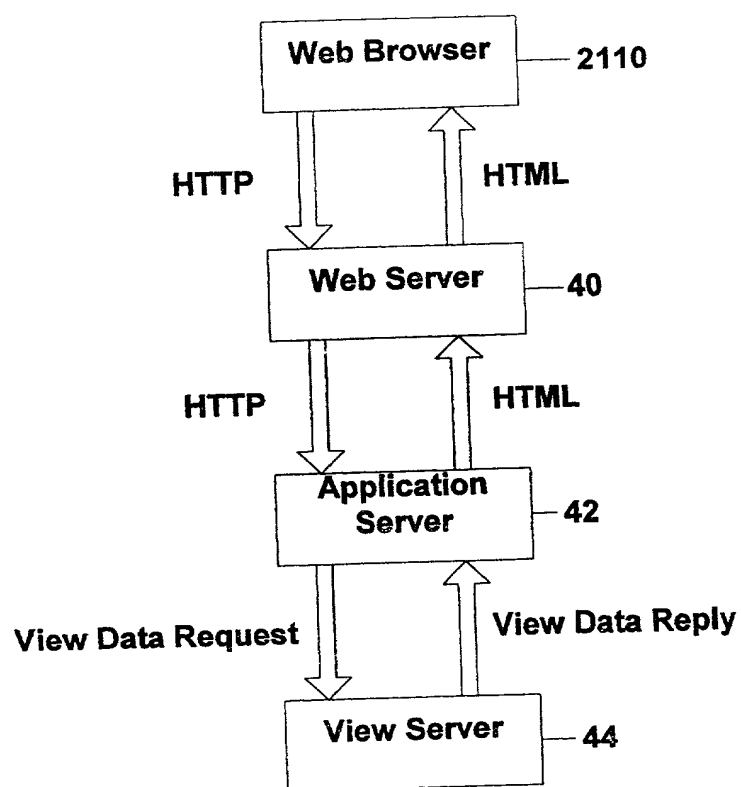 Web Browser
2110
HTTP
HTML
Web Server
40
HTTP
HTML
Application
Server
42
View Data Request
View Data Reply
View Server
44